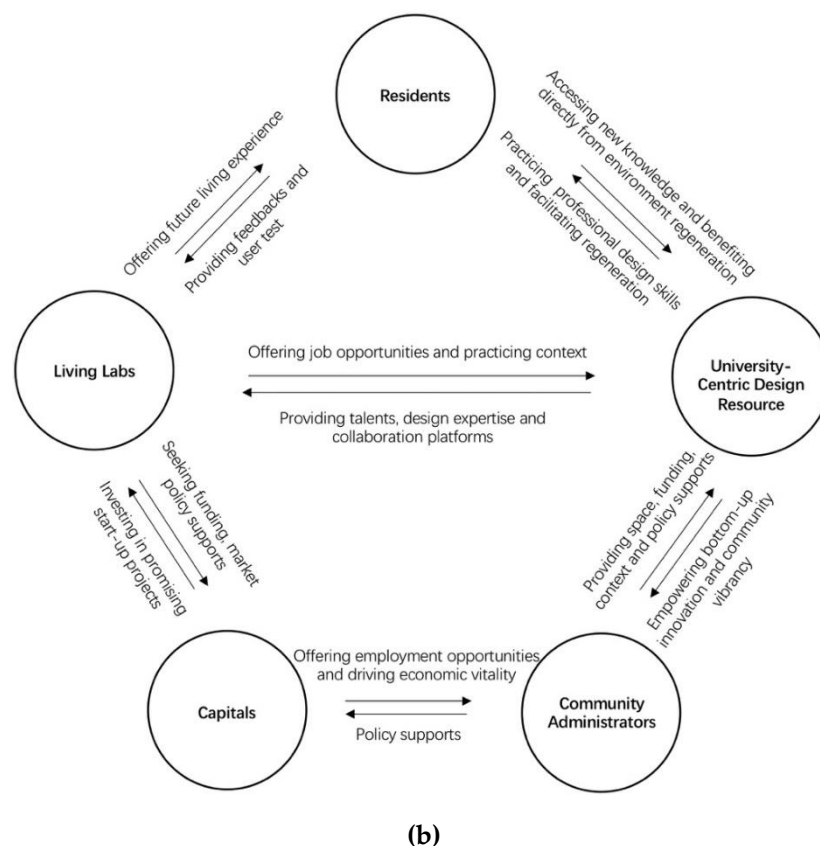 Residents
Offering future living experience
Providing feedbacks and
user test
Accessing new knowledge and benefiting
directly from environment regeneration
Practicing professional design skills
and facilitating regeneration
Living Labs
Offering job opportunities and practicing context
Providing talents, design expertise and
collaboration platforms
University-
Centric Design
Resource
Seeking funding, market
policy supports
Investing in promising
start-up projects
Providing space, funding,
context and policy supports
Empowering bottom-up
innovation and community
vibrancy
Capitals
Offering employment opportunities
and driving economic vitality
Policy supports
Community
Administrators
(b)